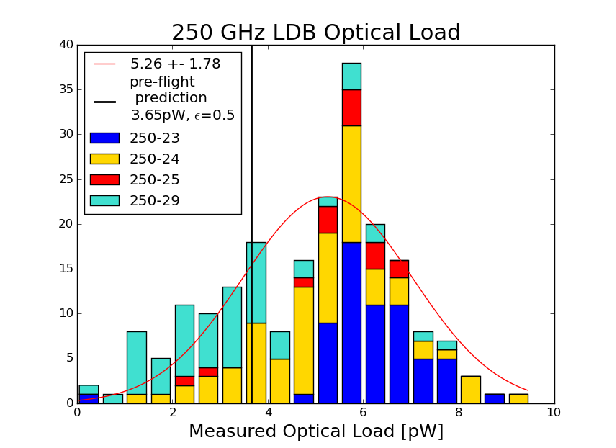 250 GHz LDB Optical Load
40
35
30
25
20
15
10
5
0
5.26 +- 1.78
pre-flight
prediction
3.65pW, ϵ=0.5
250-23
250-24
250-25
250-29
0 2 4 6 8 10
Measured Optical Load [pW]